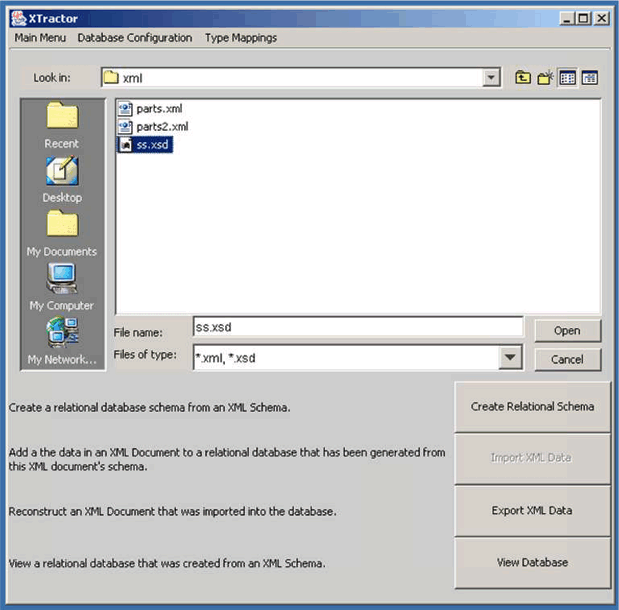 XTractor
Main Menu Database Configuration Type Mappings
Look in: xml
parts.xml
parts2.xml
ss.xsd
Recent
Desktop
My Documents
My Computer
My Network...
File name: ss.xsd Open
Files of type: *.xml, *.xsd Cancel
Create a relational database schema from an XML Schema. Create Relational Schema
Add a the data in an XML Document to a relational database that has been generated from
this XML document's schema.
Import XML Data
Reconstruct an XML Document that was imported into the database. Export XML Data
View a relational database that was created from an XML Schema. View Database